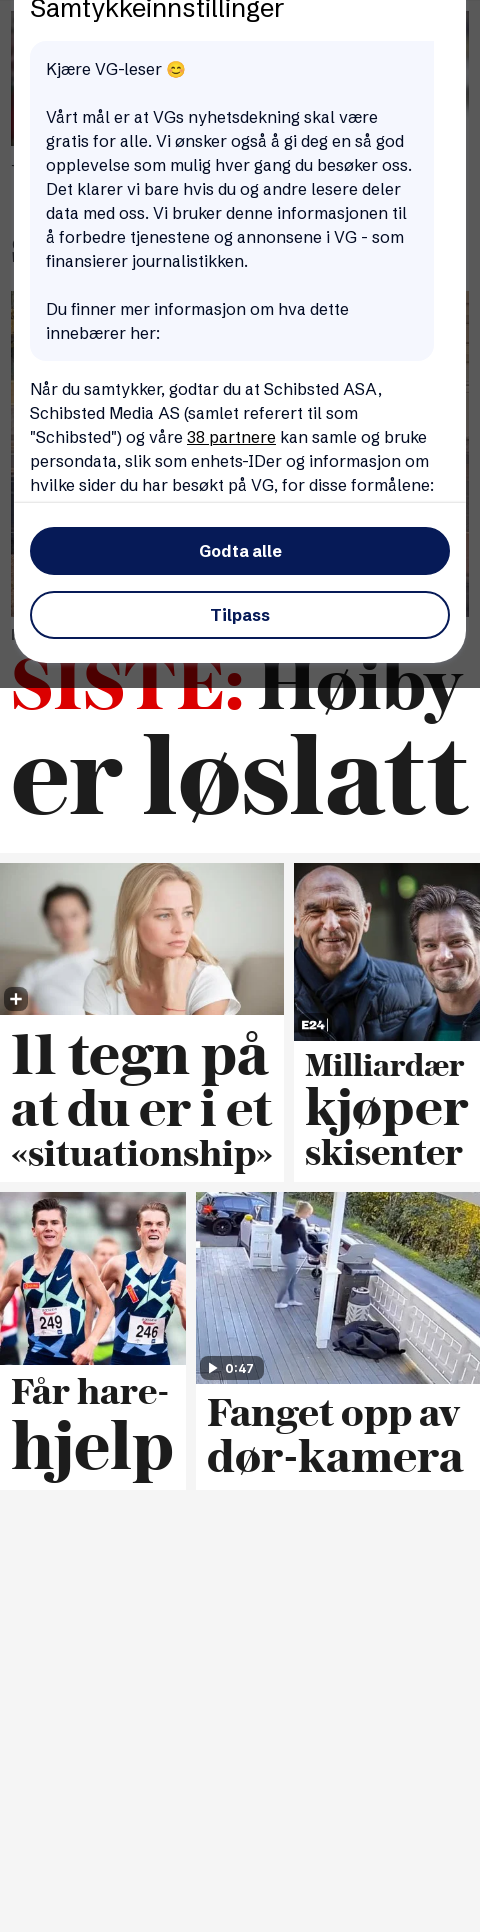 Samtykkeinnstillinger
Kjære VG-leser 😊
Vårt mål er at VGs nyhetsdekning skal være
gratis for alle. Vi ønsker også å gi deg en så god
opplevelse som mulig hver gang du besøker oss.
Det klarer vi bare hvis du og andre lesere deler
data med oss. Vi bruker denne informasjonen til
å forbedre tjenestene og annonsene i VG - som
finansierer journalistikken.
Du finner mer informasjon om hva dette
innebærer her:
Når du samtykker, godtar du at Schibsted ASA,
Schibsted Media AS (samlet referert til som
"Schibsted") og våre 38 partnere kan samle og bruke
persondata, slik som enhets-IDer og informasjon om
hvilke sider du har besøkt på VG, for disse formålene:
Godta alle
Tilpass
SISTE: Høiby
er løslatt
11 tegn på
at du er i et
«situationship»
E24
Milliardær
kjøper
skisenter
249
246
Får hare-
hjelp
0:47
Fanget opp av
dør-kamera